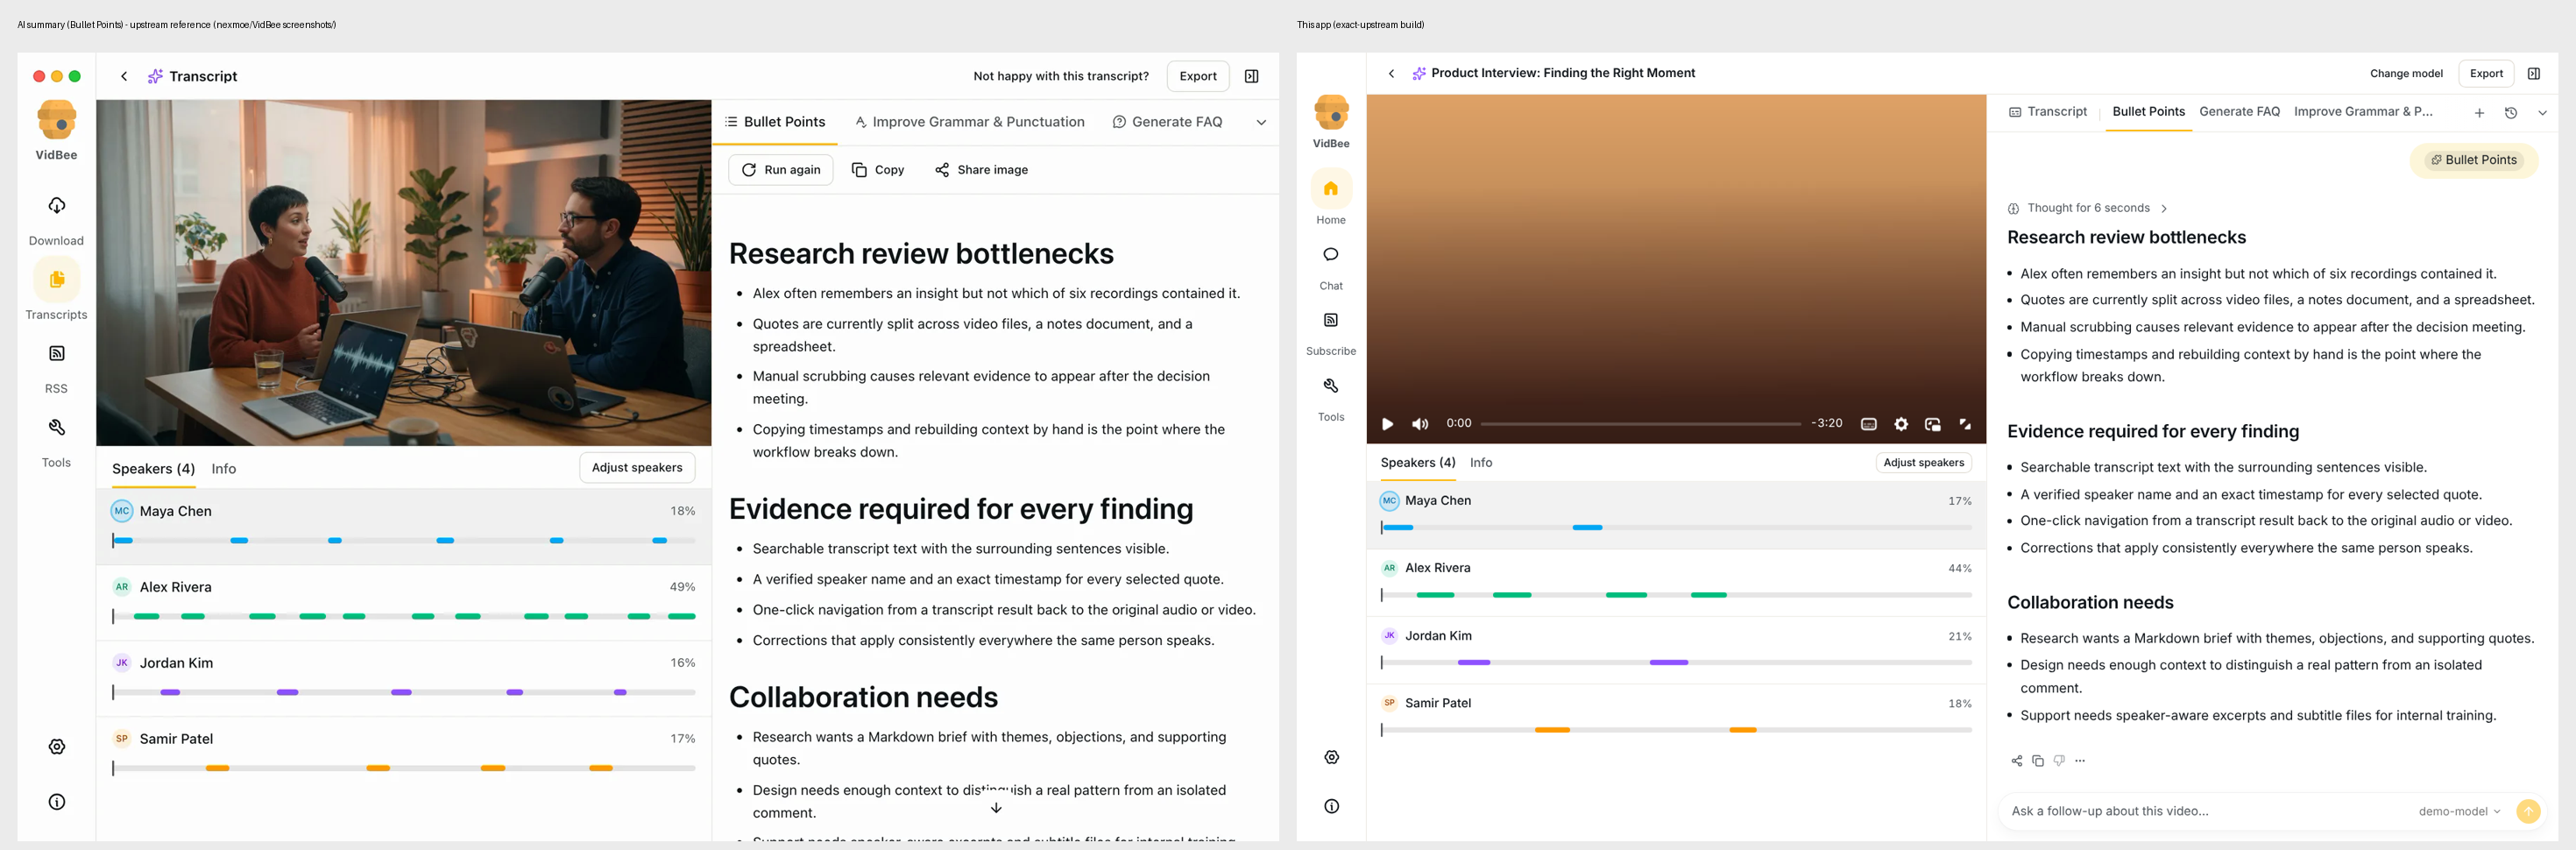 AI summary (Bullet Points) - upstream reference (nexmoe/VidBee screenshots/)
Transcript
Not happy with this transcript?
Export
VidBee
Download
Transcripts
RSS
Tools
Speakers (4)
Info
Adjust speakers
MC
Maya Chen
18%
AR
Alex Rivera
49%
JK
Jordan Kim
16%
SP
Samir Patel
17%
Bullet Points
Improve Grammar & Punctuation
Generate FAQ
Run again
Copy
Share image
Research review bottlenecks
Alex often remembers an insight but not which of six recordings contained it.
Quotes are currently split across video files, a notes document, and a
spreadsheet.
Manual scrubbing causes relevant evidence to appear after the decision
meeting.
Copying timestamps and rebuilding context by hand is the point where the
workflow breaks down.
Evidence required for every finding
Searchable transcript text with the surrounding sentences visible.
A verified speaker name and an exact timestamp for every selected quote.
One-click navigation from a transcript result back to the original audio or video.
Corrections that apply consistently everywhere the same person speaks.
Collaboration needs
Research wants a Markdown brief with themes, objections, and supporting
quotes.
Design needs enough context to distinguish a real pattern from an isolated
comment.
Support needs speaker-aware excerpts and subtitle files for internal training.
This app (exact-upstream build)
Product Interview: Finding the Right Moment
Change model
Export
VidBee
Home
Chat
Subscribe
Tools
0:00
-3:20
Speakers (4)
Info
Adjust speakers
MC
Maya Chen
17%
AR
Alex Rivera
44%
JK
Jordan Kim
21%
SP
Samir Patel
18%
Transcript
Bullet Points
Generate FAQ
Improve Grammar & P...
Bullet Points
Thought for 6 seconds
Research review bottlenecks
Alex often remembers an insight but not which of six recordings contained it.
Quotes are currently split across video files, a notes document, and a spreadsheet.
Manual scrubbing causes relevant evidence to appear after the decision meeting.
Copying timestamps and rebuilding context by hand is the point where the
workflow breaks down.
Evidence required for every finding
Searchable transcript text with the surrounding sentences visible.
A verified speaker name and an exact timestamp for every selected quote.
One-click navigation from a transcript result back to the original audio or video.
Corrections that apply consistently everywhere the same person speaks.
Collaboration needs
Research wants a Markdown brief with themes, objections, and supporting quotes.
Design needs enough context to distinguish a real pattern from an isolated
comment.
Support needs speaker-aware excerpts and subtitle files for internal training.
Ask a follow-up about this video...
demo-model